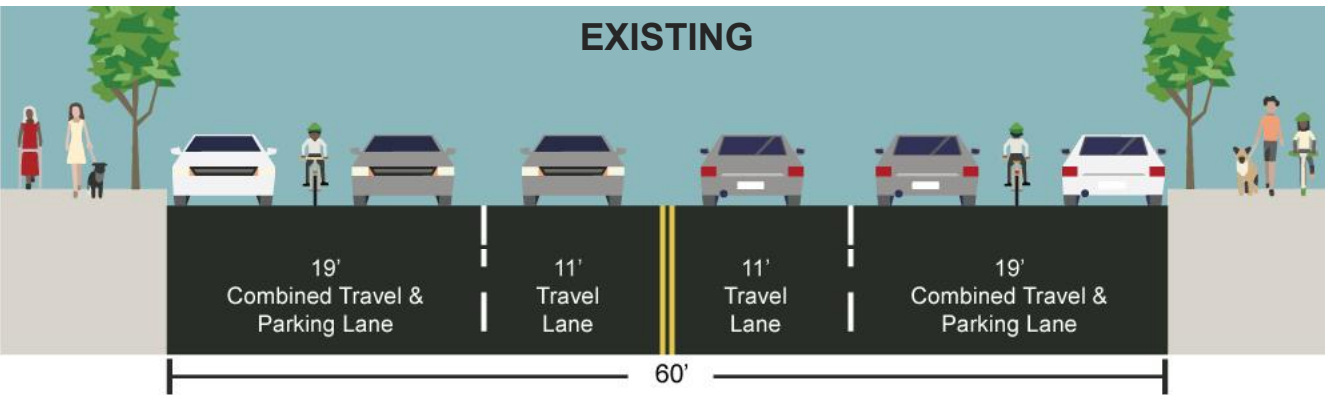 EXISTING
19’
Combined Travel &
Parking Lane
11’
Travel
Lane
11’
Travel
Lane
19’
Combined Travel &
Parking Lane
60’